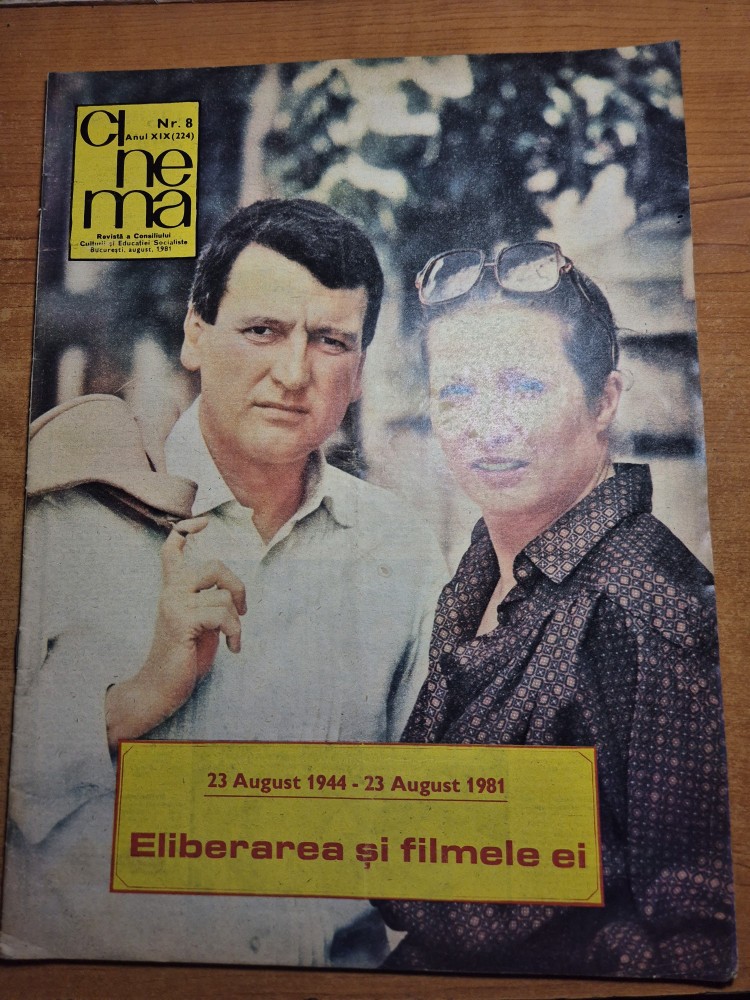 Nr. 8
Anul XIX(224)
CI
ne
ma
Revistă a Consiliului
Culturii și Educației Socialiste
București, august, 1981
23 August 1944 - 23 August 1981
Eliberarea și filmele ei